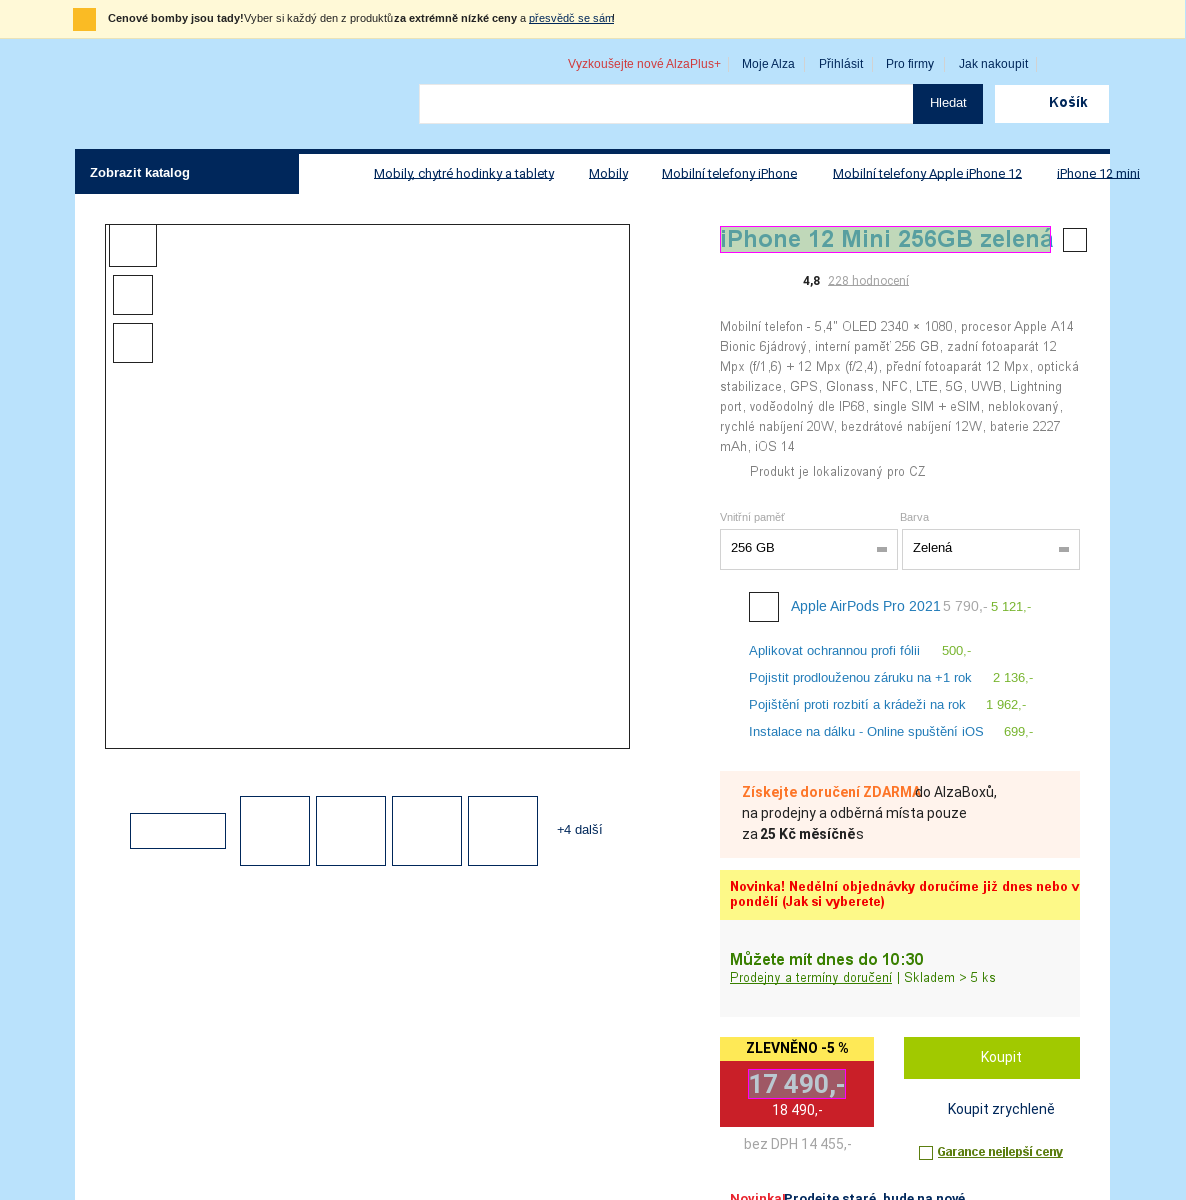 Cenové bomby jsou tady! Vyber si každý den z produktů za extrémně nízké ceny a přesvědč se sám!
Vyzkoušejte nové AlzaPlus+ Moje Alza Přihlásit Pro firmy Jak nakoupit
Hledat Košík
Zobrazit katalog Mobily, chytré hodinky a tablety Mobily Mobilní telefony iPhone Mobilní telefony Apple iPhone 12 iPhone 12 mini
iPhone 12 Mini 256GB zelená
4,8 228 hodnocení
Mobilní telefon - 5,4" OLED 2340 × 1080, procesor Apple A14
Bionic 6jádrový, interní paměť 256 GB, zadní fotoaparát 12
Mpx (f/1,6) + 12 Mpx (f/2,4), přední fotoaparát 12 Mpx, optická
stabilizace, GPS, Glonass, NFC, LTE, 5G, UWB, Lightning
port, voděodolný dle IP68, single SIM + eSIM, neblokovaný,
rychlé nabíjení 20W, bezdrátové nabíjení 12W, baterie 2227
mAh, iOS 14
Produkt je lokalizovaný pro CZ
Vnitřní paměť Barva
256 GB Zelená
Apple AirPods Pro 2021 5 790,- 5 121,-
Aplikovat ochrannou profi fólii 500,-
Pojistit prodlouženou záruku na +1 rok 2 136,-
Pojištění proti rozbití a krádeži na rok 1 962,-
Instalace na dálku - Online spuštění iOS 699,-
Získejte doručení ZDARMA do AlzaBoxů,
na prodejny a odběrná místa pouze
za 25 Kč měsíčně s
+4 další
Novinka! Nedělní objednávky doručíme již dnes nebo v
pondělí (Jak si vyberete)
Můžete mít dnes do 10:30
Prodejny a termíny doručení | Skladem > 5 ks
ZLEVNĚNO -5 %
17 490,-
18 490,-
bez DPH 14 455,-
Koupit
Koupit zrychleně
Garance nejlepší ceny
Novinka! Prodejte staré, bude na nové